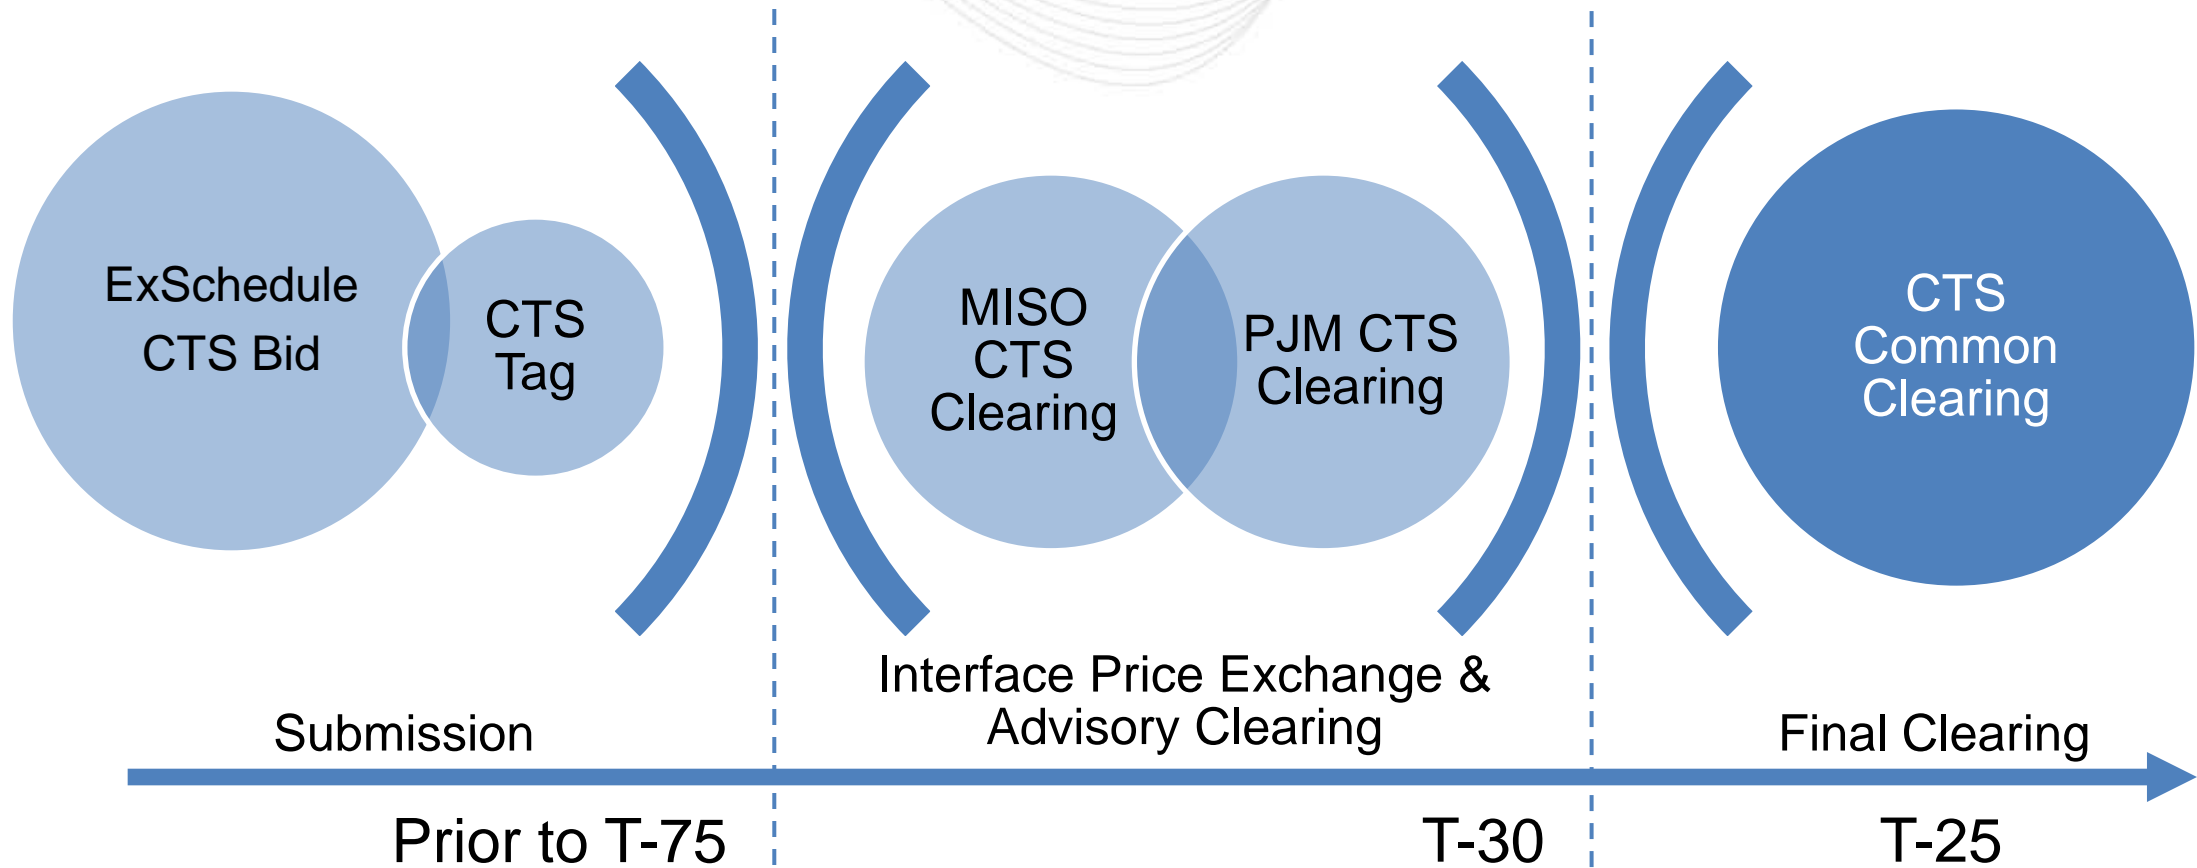 ExSchedule
CTS Bid
CTS
Tag
MISO
CTS
Clearing
PJM CTS
Clearing
CTS
Common
Clearing
Submission
Interface Price Exchange &
Advisory Clearing
Final Clearing
Prior to T-75
T-30
T-25